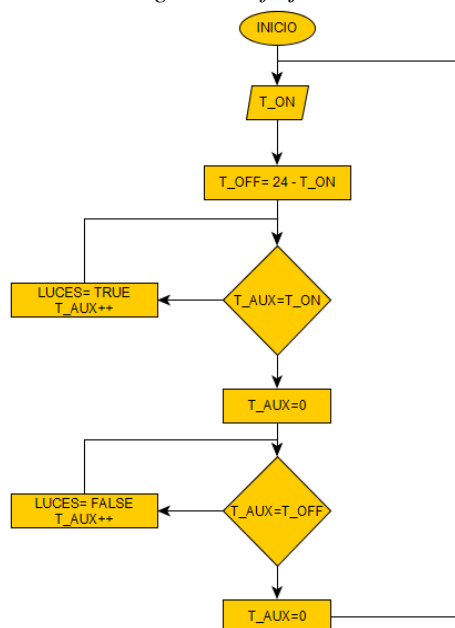 INICIO
T_ON
T_OFF= 24 - T_ON
T_AUX=T_ON
LUCES= TRUE
T_AUX++
T_AUX=0
T_AUX=T_OFF
LUCES= FALSE
T_AUX++
T_AUX=0